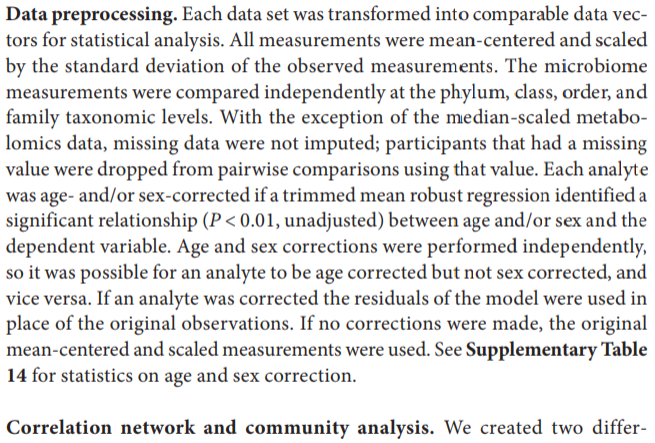 Data preprocessing. Each data set was transformed into comparable data vec-
tors for statistical analysis. All measurements were mean-centered and scaled
by the standard deviation of the observed measurements. The microbiome
measurements were compared independently at the phylum, class, order, and
family taxonomic levels. With the exception of the median-scaled metabo-
lomics data, missing data were not imputed; participants that had a missing
value were dropped from pairwise comparisons using that value. Each analyte
was age- and/or sex-corrected if a trimmed mean robust regression identified a
significant relationship (P < 0.01, unadjusted) between age and/or sex and the
dependent variable. Age and sex corrections were performed independently,
so it was possible for an analyte to be age corrected but not sex corrected, and
vice versa. If an analyte was corrected the residuals of the model were used in
place of the original observations. If no corrections were made, the original
mean-centered and scaled measurements were used. See Supplementary Table
14 for statistics on age and sex correction.
Correlation network and community analysis. We created two differ-